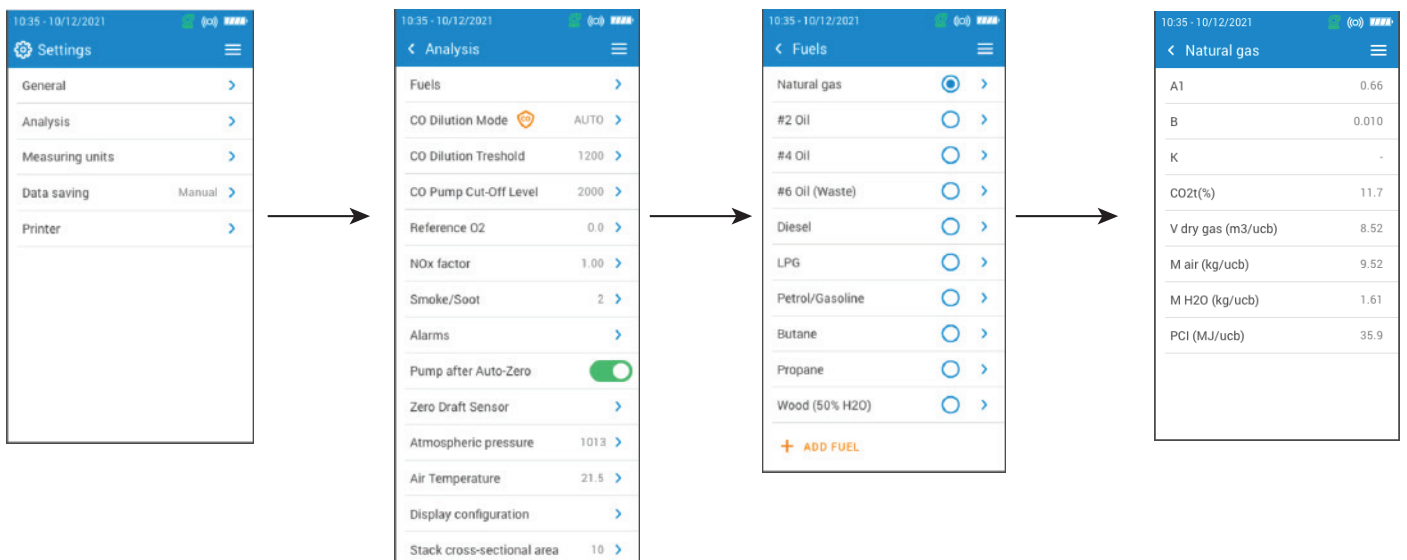 10:35 - 10/12/2021
Settings
General
Analysis
Measuring units
Data saving Manual
Printer
10:35 - 10/12/2021
Analysis
Fuels
CO Dilution Mode CO AUTO
CO Dilution Treshold 1200
CO Pump Cut-Off Level 2000
Reference O2 0.0
NOx factor 1.00
Smoke/Soot 2
Alarms
Pump after Auto-Zero
Zero Draft Sensor
Atmospheric pressure 1013
Air Temperature 21.5
Display configuration
Stack cross-sectional area 10
10:35 - 10/12/2021
Fuels
Natural gas
#2 Oil
#4 Oil
#6 Oil (Waste)
Diesel
LPG
Petrol/Gasoline
Butane
Propane
Wood (50% H2O)
+ ADD FUEL
10:35 - 10/12/2021
Natural gas
A1 0.66
B 0.010
K -
CO2t(%) 11.7
V dry gas (m3/ucb) 8.52
M air (kg/ucb) 9.52
M H2O (kg/ucb) 1.61
PCI (MJ/ucb) 35.9